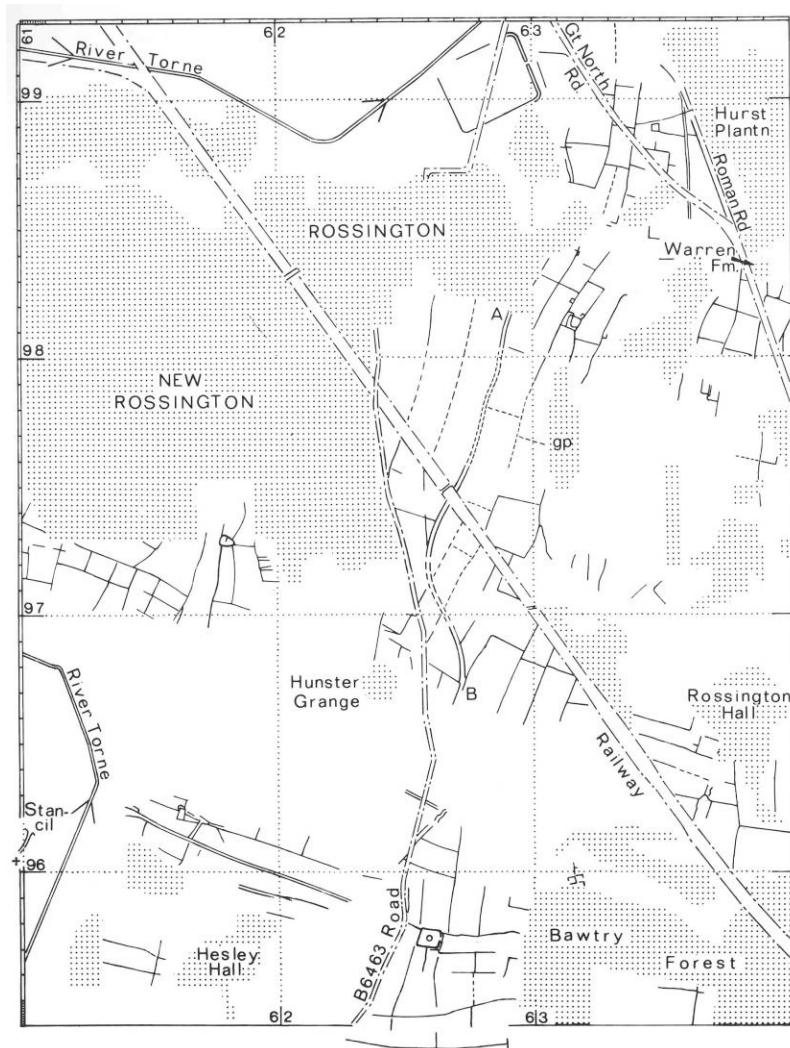 61
62
63
River Torne
Gt North
Rd
99
Hurst
Plantn
Roman Rd
ROSSINGTON
Warren
Fm.
A
98
NEW
ROSSINGTON
gp
97
Hunster
Grange
B
Rossington
Hall
River Torne
Railway
Stan-
cil
96
B6463 Road
Bawtry
Forest
Hesley
Hall
62
63